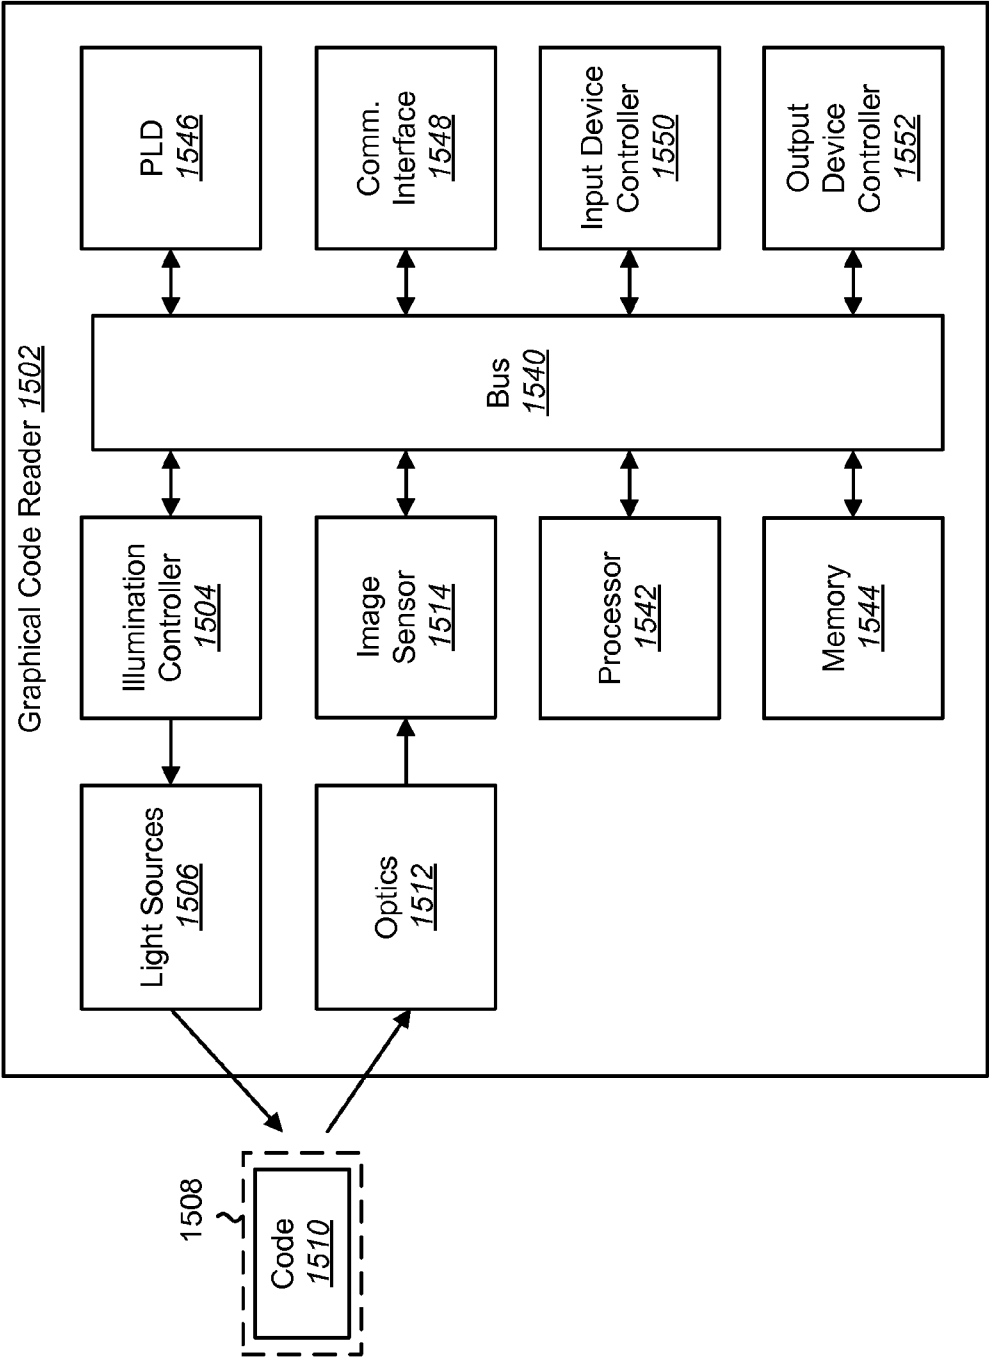 Graphical Code Reader 1502
Light Sources
1506
Illumination
Controller
1504
PLD
1546
1508
Code
1510
Optics
1512
Image
Sensor
1514
Bus
1540
Comm.
Interface
1548
Processor
1542
Input Device
Controller
1550
Memory
1544
Output
Device
Controller
1552